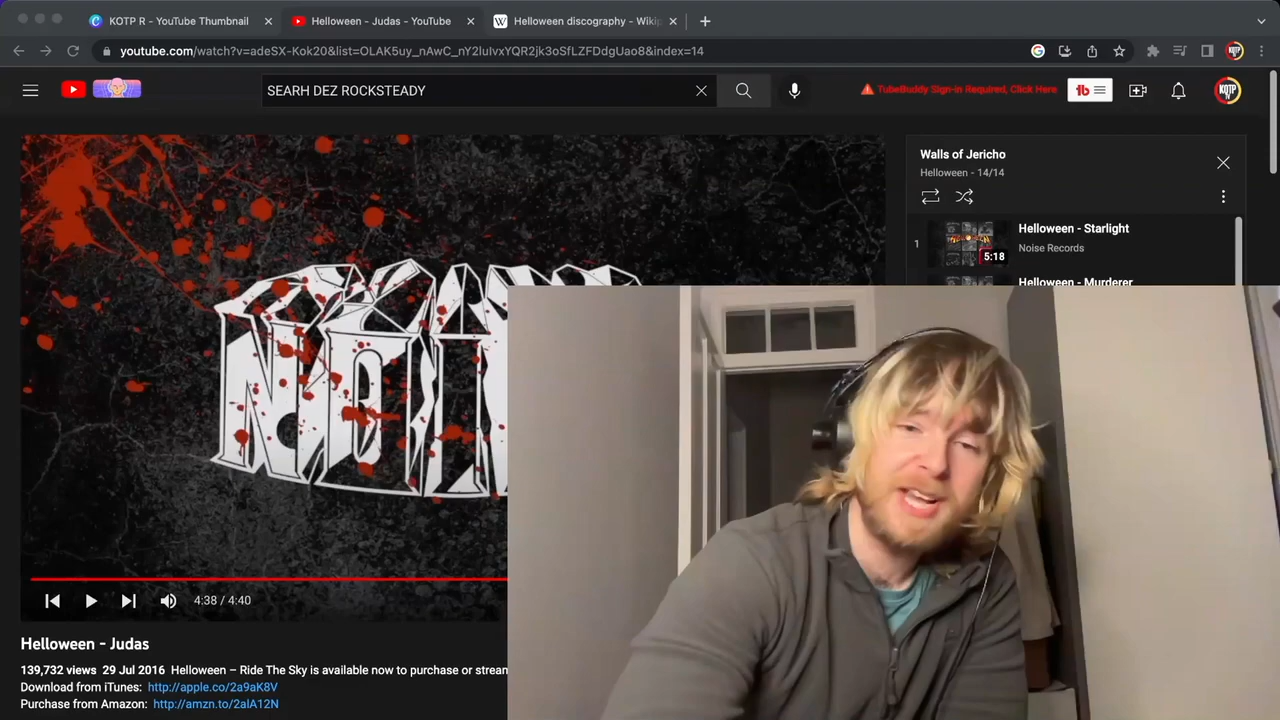 KOTP R - YouTube Thumbnail
Helloween - Judas - YouTube
Helloween discography - Wikip
youtube.com/watch?v=adeSX-Kok20&list=OLAK5uy_nAwC_nY2IuIvxYQR2jk3oSfLZFDdgUao8&index=14
SEARH DEZ ROCKSTEADY
TubeBuddy Sign-in Required, Click Here
tb
KOTP
Walls of Jericho
Helloween - 14/14
1
Helloween - Starlight
Noise Records
5:18
Helloween - Murderer
4:38 / 4:40
Helloween - Judas
139,732 views 29 Jul 2016 Helloween – Ride The Sky is available now to purchase or stream
Download from iTunes: http://apple.co/2a9aK8V
Purchase from Amazon: http://amzn.to/2alA12N